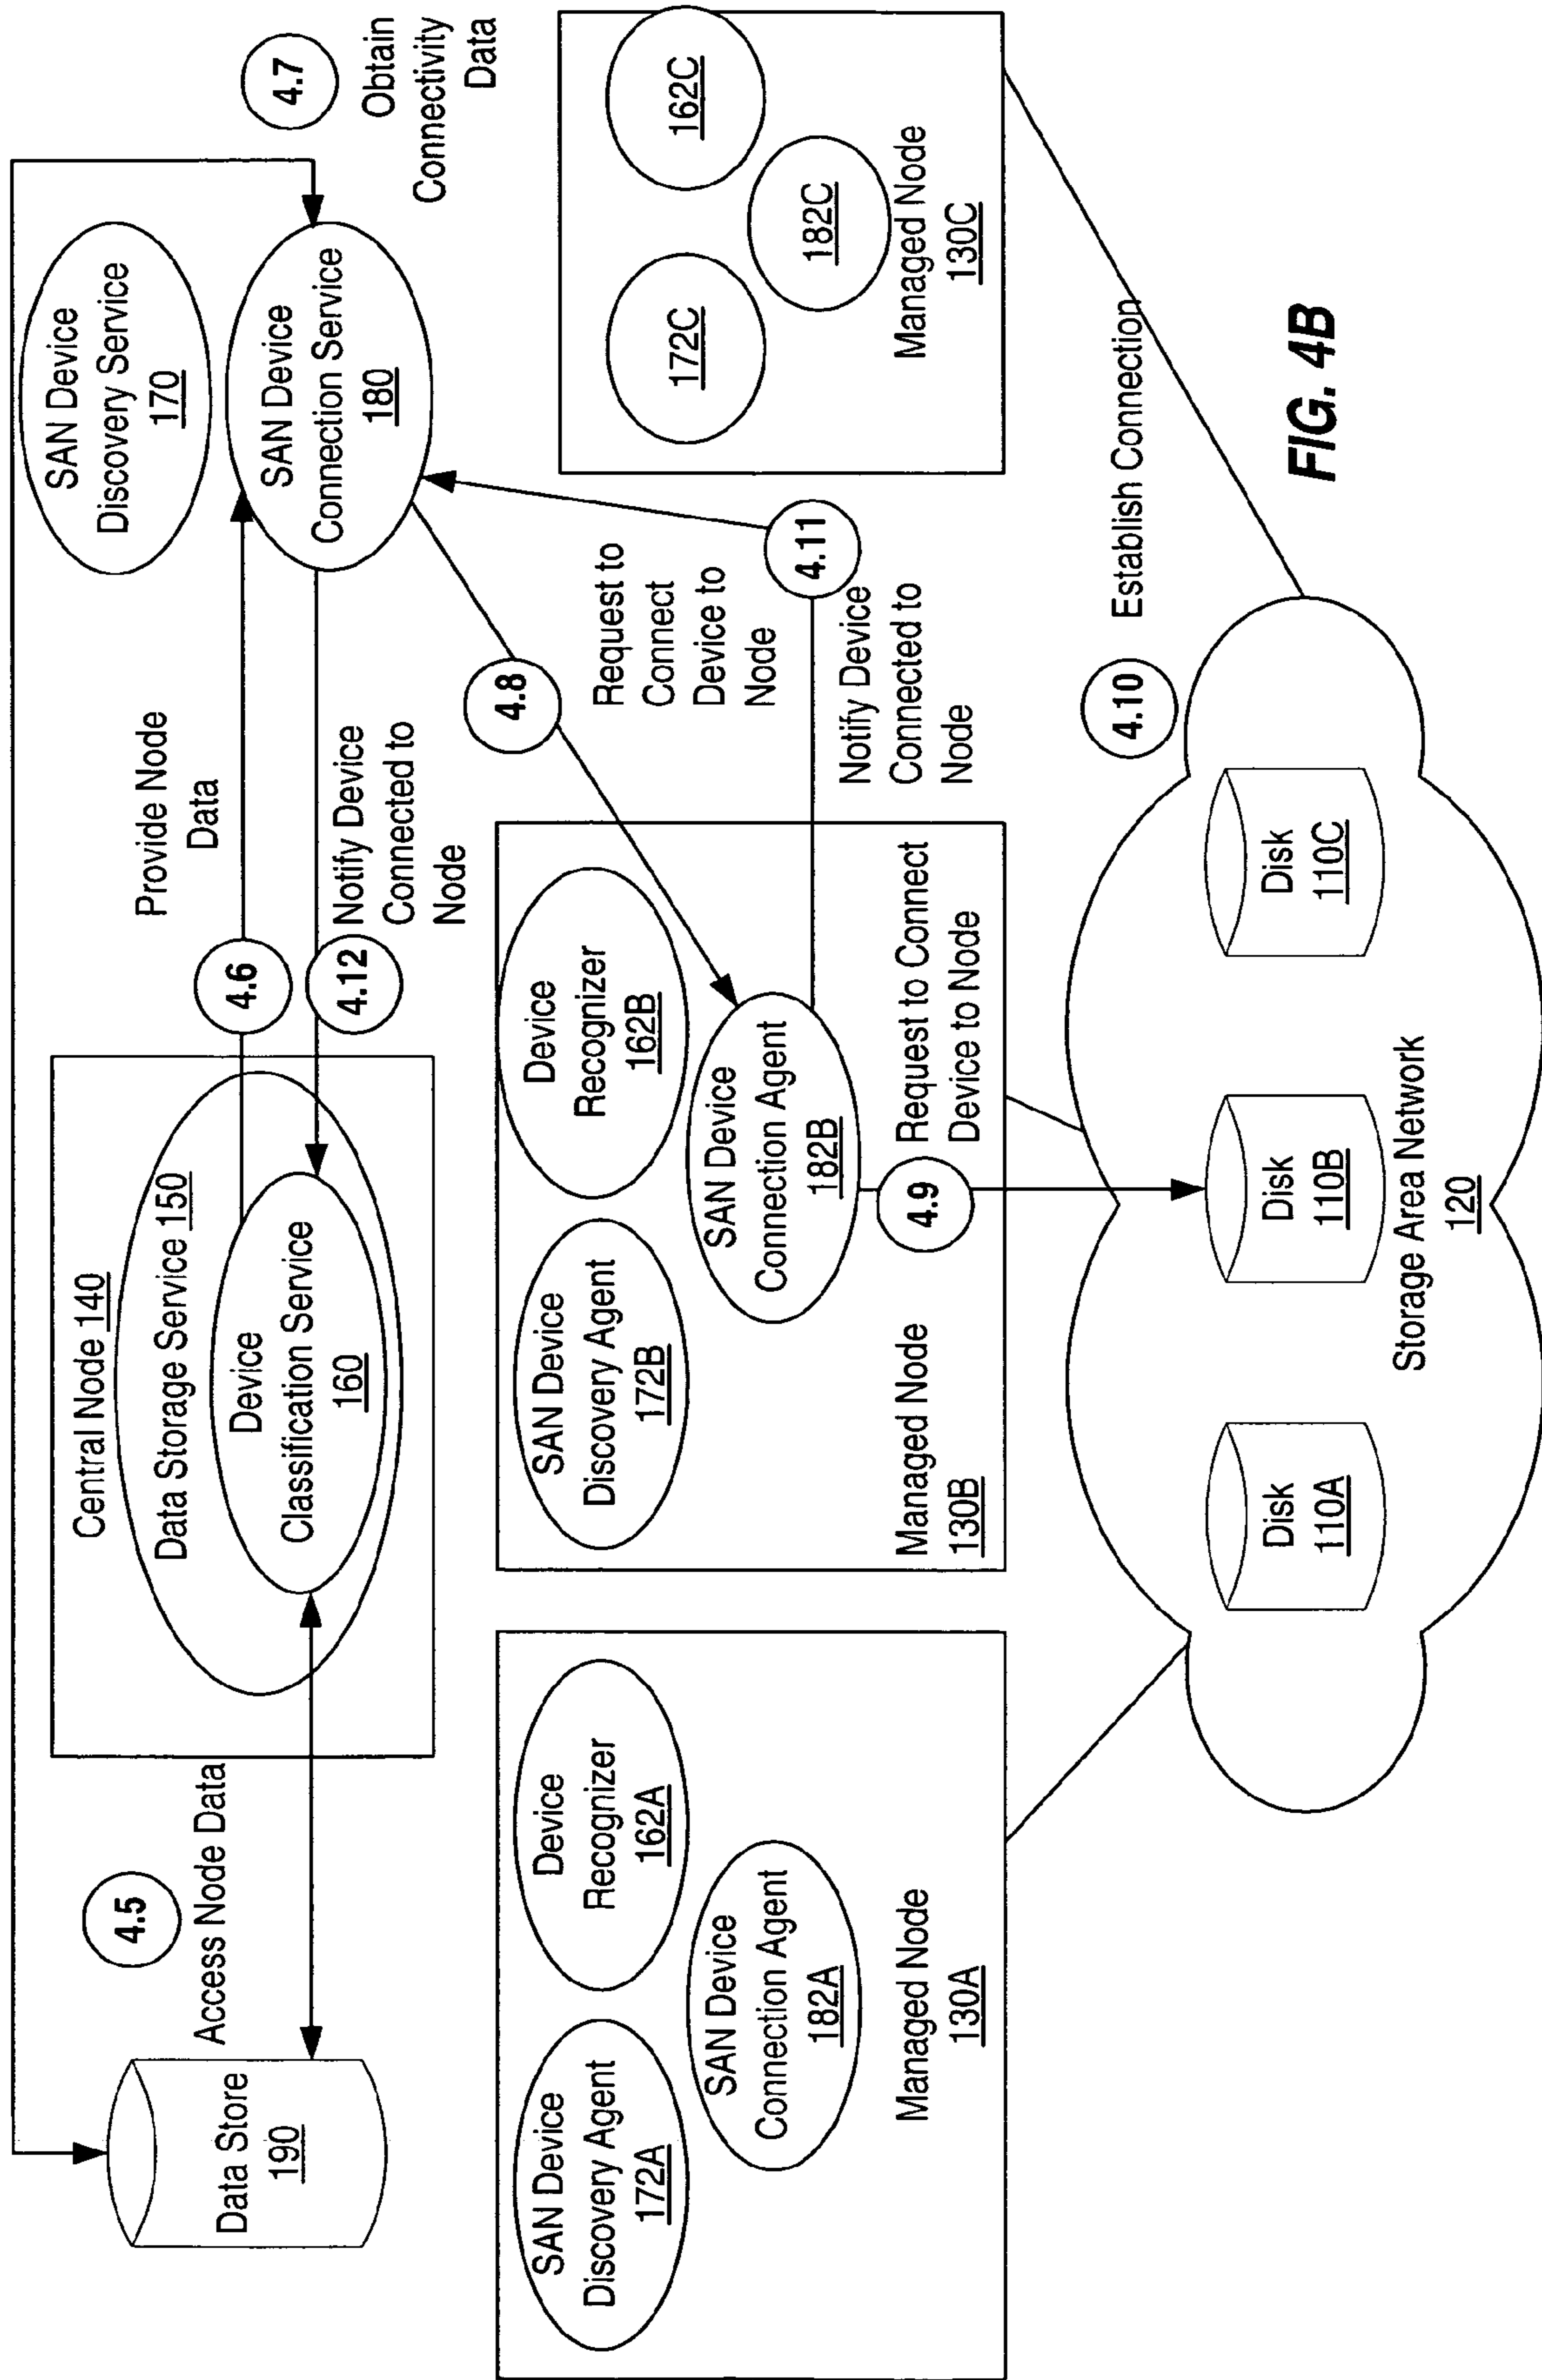 4.5
Access Node Data
Data Store
190
Central Node 140
Data Storage Service 150
Device
Classification Service
160
4.6
Provide Node
Data
4.12
Notify Device
Connected to
Node
SAN Device
Discovery Service
170
SAN Device
Connection Service
180
4.7
Obtain
Connectivity
Data
SAN Device
Discovery Agent
172A
Device
Recognizer
162A
SAN Device
Connection Agent
182A
Managed Node
130A
SAN Device
Discovery Agent
172B
Device
Recognizer
162B
SAN Device
Connection Agent
182B
Managed Node
130B
4.8
Request to
Connect
Device to
Node
4.9
Request to Connect
Device to Node
4.11
Notify Device
Connected to
Node
172C
162C
182C
Managed Node
130C
4.10
Establish Connection
Disk
110A
Disk
110B
Disk
110C
Storage Area Network
120
FIG. 4B